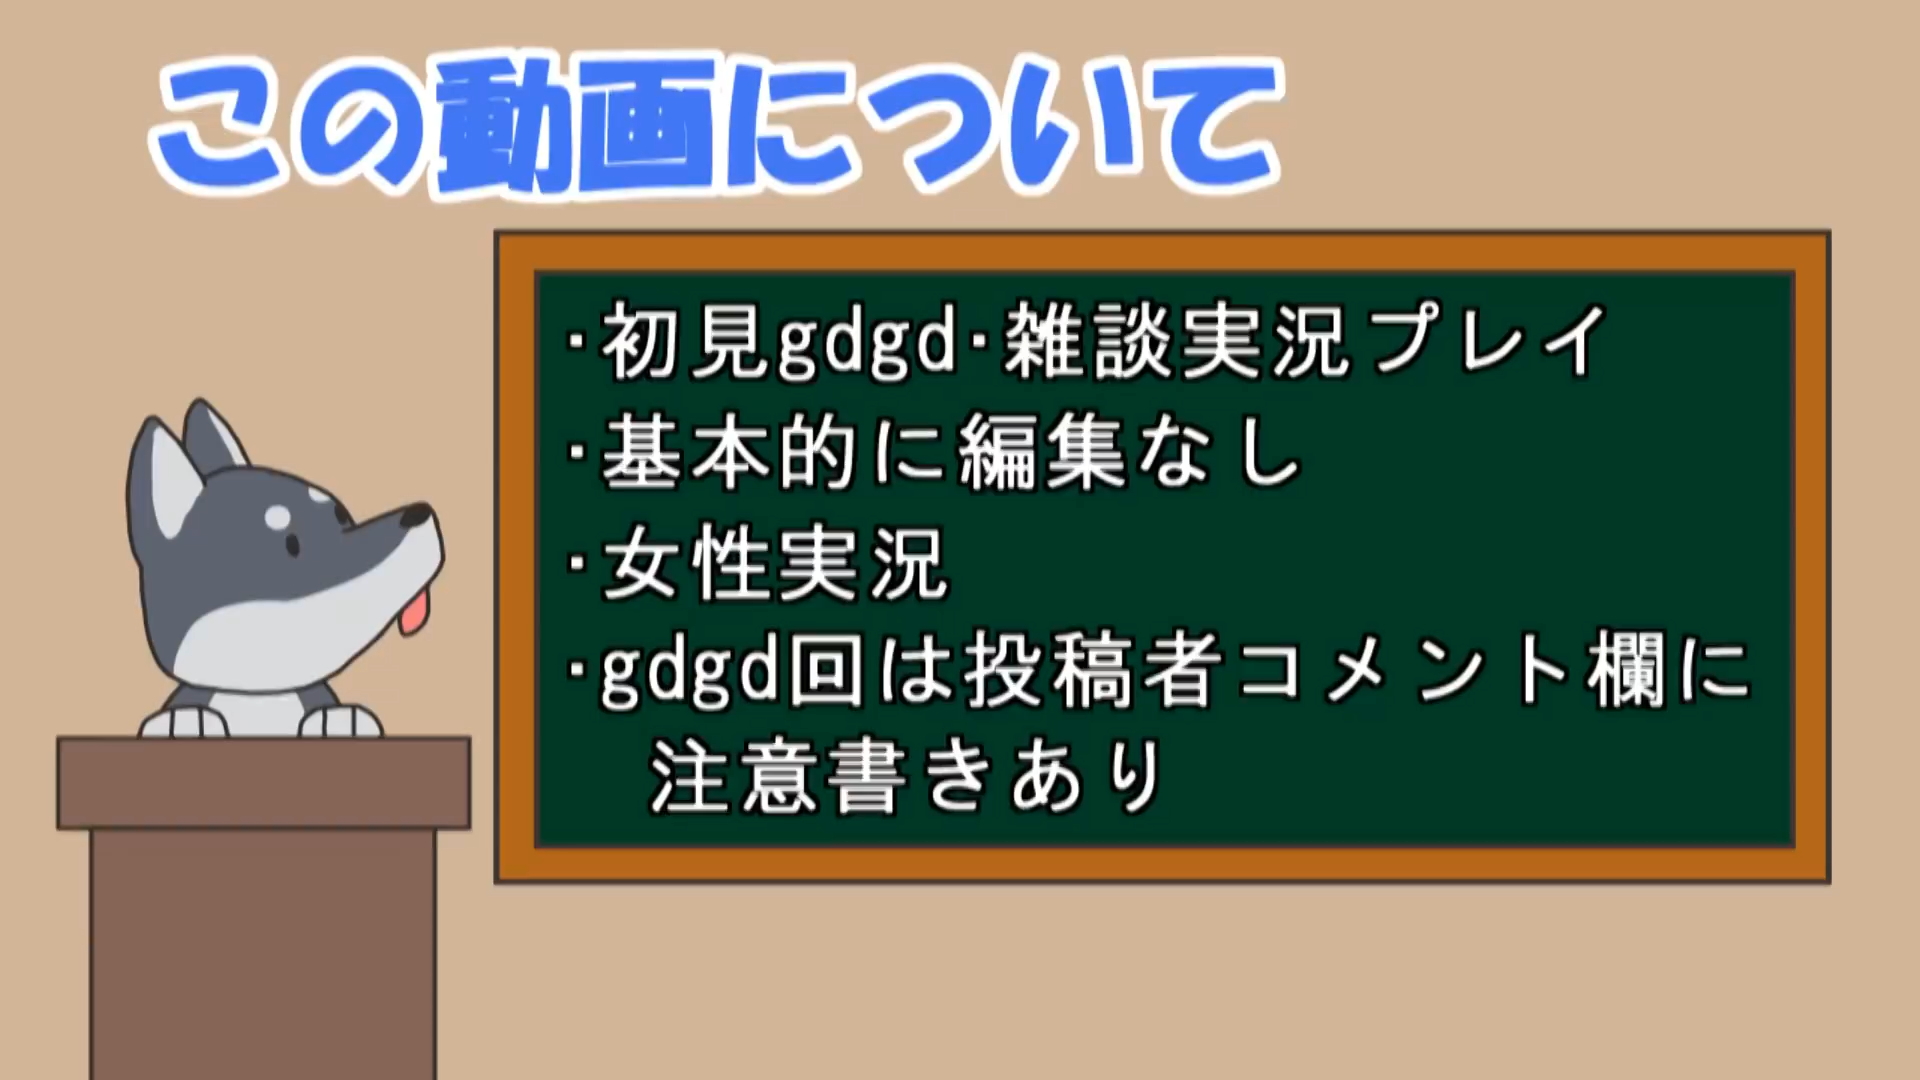 この動画について
・初見gdgd・雑談実況プレイ
・基本的に編集なし
・女性実況
・gdgd回は投稿者コメント欄に
注意書きあり